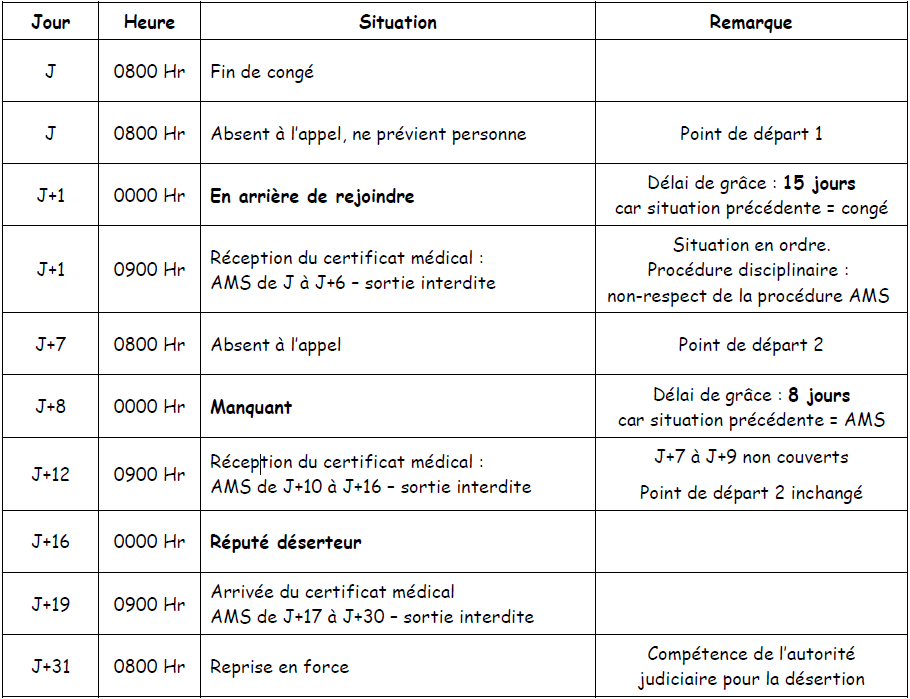 Jour Heure Situation Remarque
J 0800 Hr Fin de congé
J 0800 Hr Absent à l'appel, ne prévient personne Point de départ 1
J+1 0000 Hr En arrière de rejoindre Délai de grâce : 15 jours
car situation précédente = congé
J+1 0900 Hr Réception du certificat médical :
AMS de J à J+6 – sortie interdite
Situation en ordre.
Procédure disciplinaire :
non-respect de la procédure AMS
J+7 0800 Hr Absent à l'appel Point de départ 2
J+8 0000 Hr Manquant Délai de grâce : 8 jours
car situation précédente = AMS
J+12 0900 Hr Réception du certificat médical :
AMS de J+10 à J+16 – sortie interdite
J+7 à J+9 non couverts
Point de départ 2 inchangé
J+16 0000 Hr Réputé déserteur
J+19 0900 Hr Arrivée du certificat médical
AMS de J+17 à J+30 – sortie interdite
J+31 0800 Hr Reprise en force Compétence de l'autorité
judiciaire pour la désertion